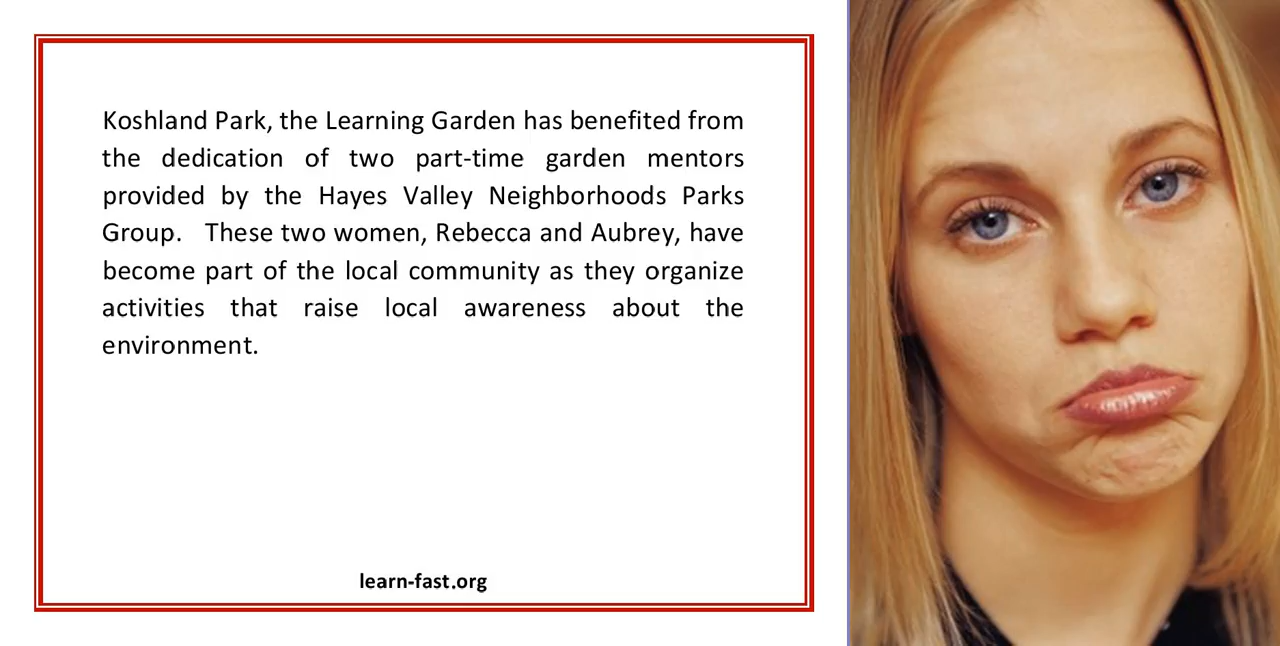 Koshland Park, the Learning Garden has benefited from
the dedication of two part-time garden mentors
provided by the Hayes Valley Neighborhoods Parks
Group.   These two women, Rebecca and Aubrey, have
become part of the local community as they organize
activities that raise local awareness about the
environment.
learn-fast.org